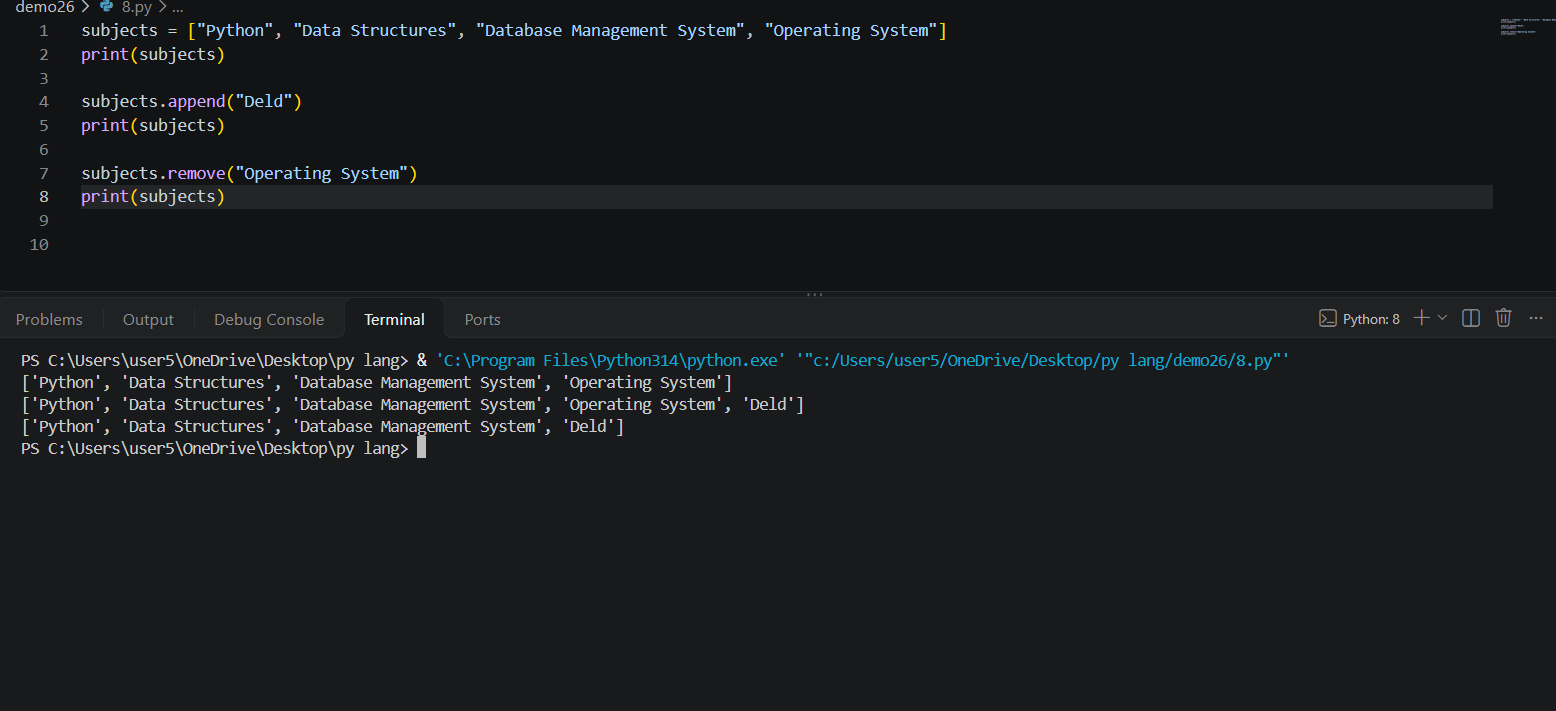 demo26 > 8.py > ...
1 subjects = ["Python", "Data Structures", "Database Management System", "Operating System"]
2 print(subjects)
3
4 subjects.append("Deld")
5 print(subjects)
6
7 subjects.remove("Operating System")
8 print(subjects)
9
10
Problems Output Debug Console Terminal Ports Python: 8
PS C:\Users\user5\OneDrive\Desktop\py lang> & 'C:\Program Files\Python314\python.exe' '"c:/Users/user5/OneDrive/Desktop/py lang/demo26/8.py"'
['Python', 'Data Structures', 'Database Management System', 'Operating System']
['Python', 'Data Structures', 'Database Management System', 'Operating System', 'Deld']
['Python', 'Data Structures', 'Database Management System', 'Deld']
PS C:\Users\user5\OneDrive\Desktop\py lang>